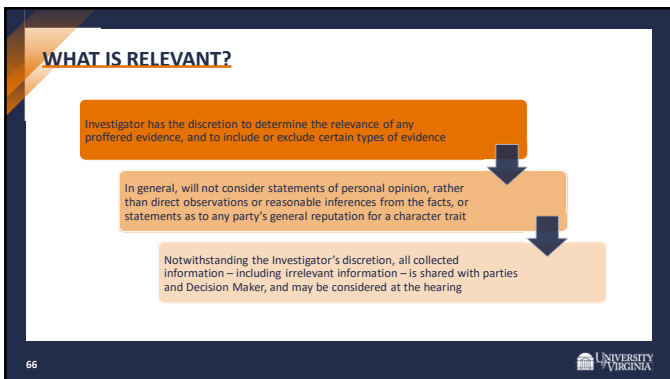 WHAT IS RELEVANT?
Investigator has the discretion to determine the relevance of any
proffered evidence, and to include or exclude certain types of evidence
In general, will not consider statements of personal opinion, rather
than direct observations or reasonable inferences from the facts, or
statements as to any party's general reputation for a character trait
Notwithstanding the Investigator's discretion, all collected
information – including irrelevant information – is shared with parties
and Decision Maker, and may be considered at the hearing
66
UNIVERSITY
of VIRGINIA